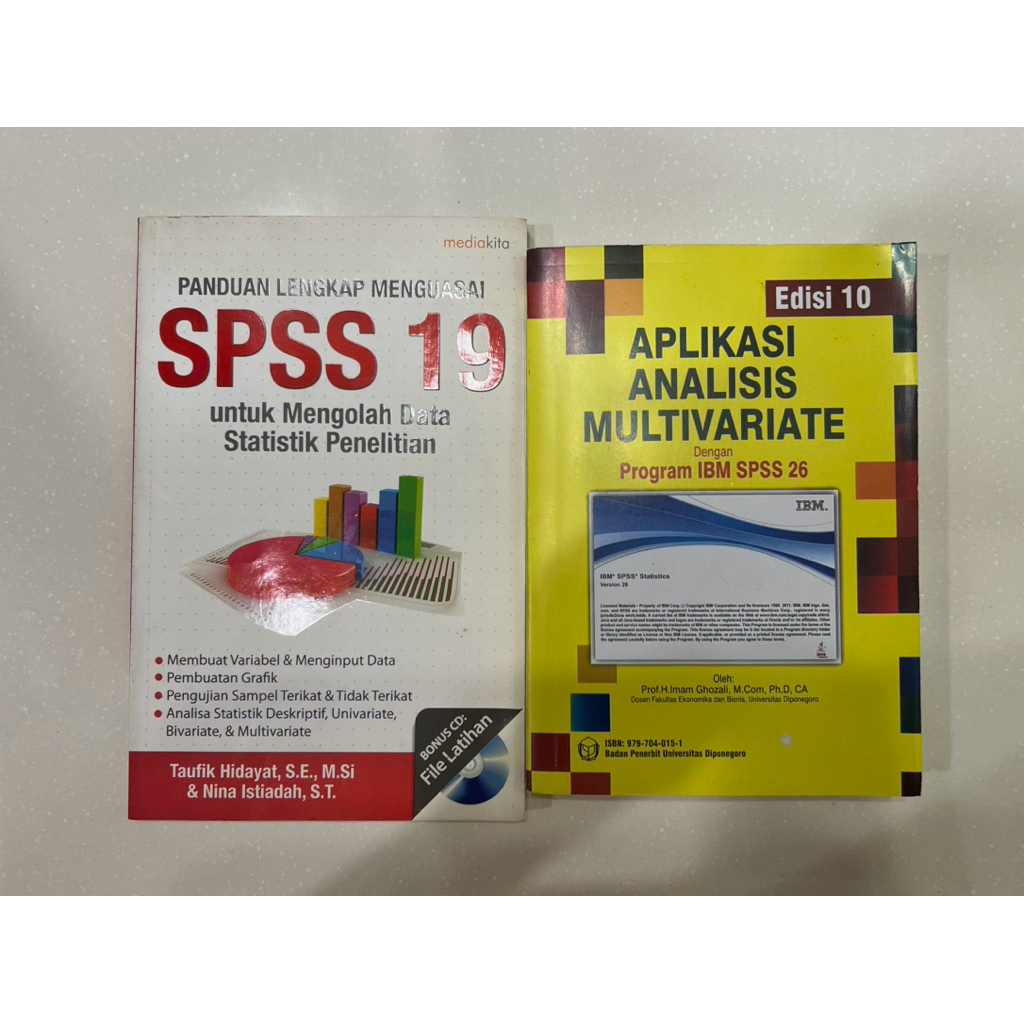 mediakita
PANDUAN LENGKAP MENGUASAI
SPSS 19
untuk Mengolah Data
Statistik Penelitian
• Membuat Variabel & Menginput Data
• Pembuatan Grafik
• Pengujian Sampel Terikat & Tidak Terikat
• Analisa Statistik Deskriptif, Univariate,
Bivariate, & Multivariate
BONUS CD:
File Latihan
Taufik Hidayat, S.E., M.Si
& Nina Istiadah, S.T.
Edisi 10
APLIKASI
ANALISIS
MULTIVARIATE
Dengan
Program IBM SPSS 26
IBM.
IBM® SPSS® Statistics
Version 26
Oleh:
Prof.H.Imam Ghozali, M.Com, Ph.D, CA
Dosen Fakultas Ekonomika dan Bisnis, Universitas Diponegoro
ISBN: 979-704-015-1
Badan Penerbit Universitas Diponegoro